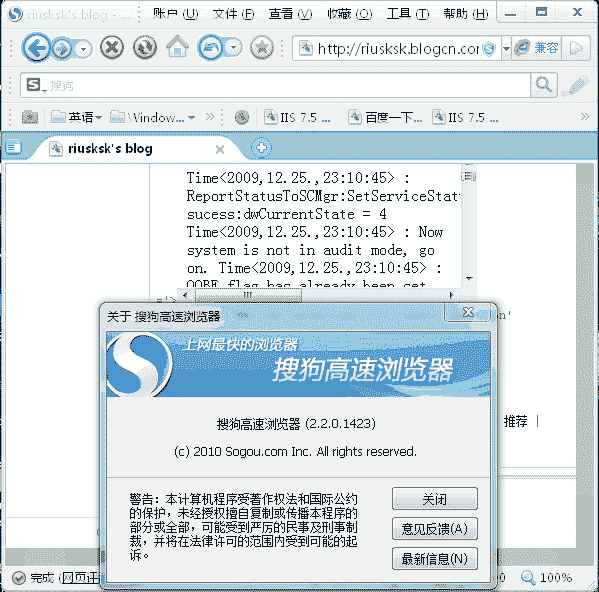 riusksk's blog -
账户 (U) 文件 (F) 查看 (V) 收藏 (O) 工具 (T) 帮助 (H)
http://riusksk.blogcn.com
兼容
搜狗
英语 Window... IIS 7.5 ... 百度一下... IIS 7.5 ...
riusksk's blog
Time<2009,12.25.,23:10:45> :
ReportStatusToSCMgr:SetServiceStat
sucess:dwCurrentState = 4
Time<2009,12.25.,23:10:45> : Now
system is not in audit mode, go
on. Time<2009,12.25.,23:10:45> :
OOBE flag has already been set
关于 搜狗高速浏览器
上网最快的浏览器
搜狗高速浏览器
推荐 |
搜狗高速浏览器 (2.2.0.1423)
(c) 2010 Sogou.com Inc. All rights reserved.
警告：本计算机程序受著作权法和国际公约
的保护，未经授权擅自复制或传播本程序的
部分或全部，可能受到严厉的民事及刑事制
裁，并将在法律许可的范围内受到可能的起
诉。
关闭
意见反馈(A)
最新信息(N)
完成 (网页评
100%